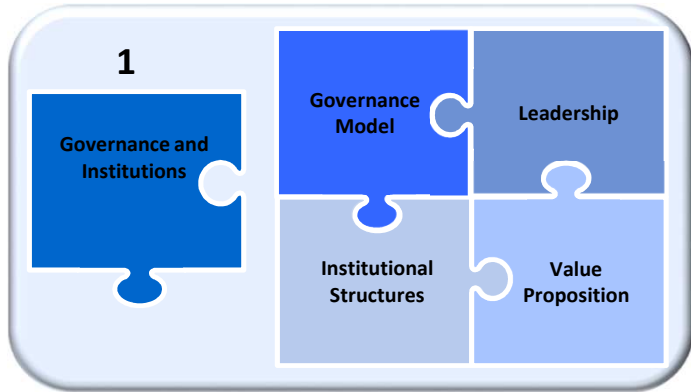 1
Governance and
Institutions
Governance
Model
Leadership
Institutional
Structures
Value
Proposition